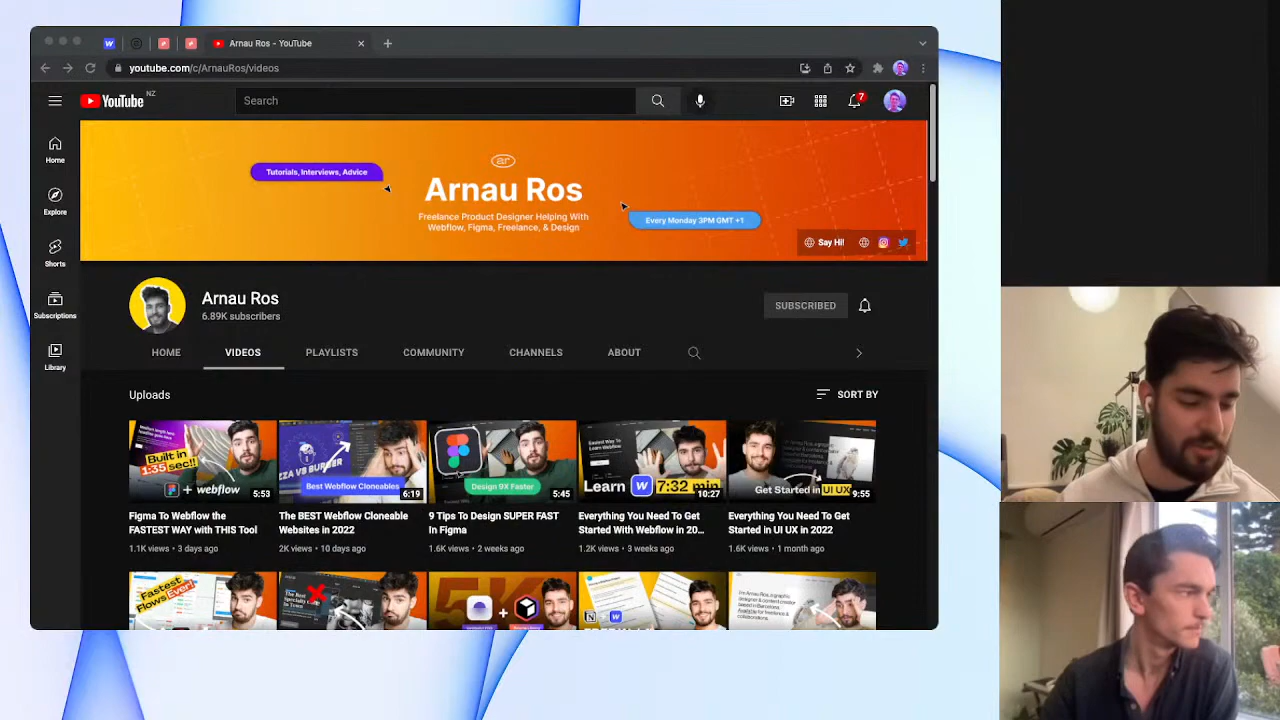 Arnau Ros - YouTube
youtube.com/c/ArnauRos/videos
YouTube NZ
Search
7
Home
Explore
Shorts
Subscriptions
Library
Tutorials, Interviews, Advice
ar
Arnau Ros
Freelance Product Designer Helping With
Webflow, Figma, Freelance, & Design
Every Monday 3PM GMT +1
Say Hi!
Arnau Ros
6.89K subscribers
SUBSCRIBED
HOME
VIDEOS
PLAYLISTS
COMMUNITY
CHANNELS
ABOUT
Uploads
SORT BY
Built in
1:35 sec!!
+ webflow
5:53
Best Webflow Cloneables
6:19
Design 9X Faster
5:45
Learn W 7:32 min
10:27
Get Started in UI UX
9:55
Figma To Webflow the
FASTEST WAY with THIS Tool
1.1K views • 3 days ago
The BEST Webflow Cloneable
Websites in 2022
2K views • 10 days ago
9 Tips To Design SUPER FAST
In Figma
1.6K views • 2 weeks ago
Everything You Need To Get
Started With Webflow in 20...
1.2K views • 3 weeks ago
Everything You Need To Get
Started in UI UX in 2022
1.6K views • 1 month ago
Fastest
Flows Ever!
5K
+